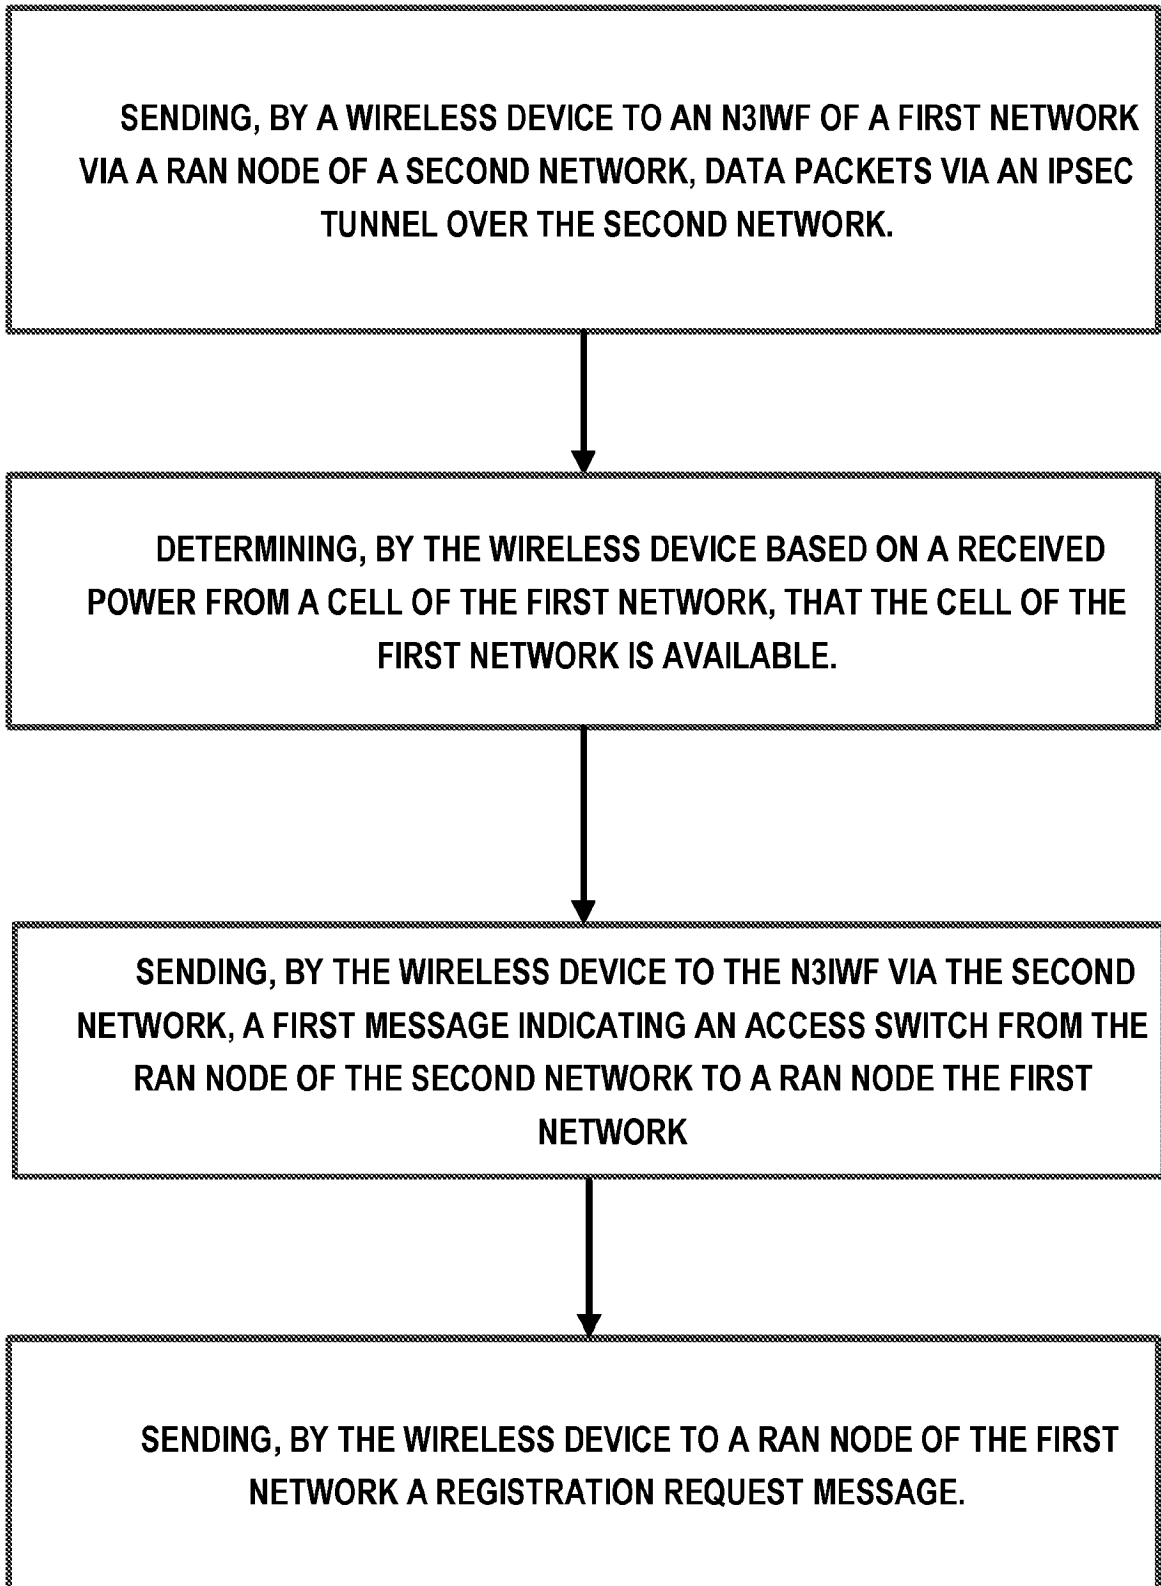 SENDING, BY A WIRELESS DEVICE TO AN N3IWF OF A FIRST NETWORK
VIA A RAN NODE OF A SECOND NETWORK, DATA PACKETS VIA AN IPSEC
TUNNEL OVER THE SECOND NETWORK.
DETERMINING, BY THE WIRELESS DEVICE BASED ON A RECEIVED
POWER FROM A CELL OF THE FIRST NETWORK, THAT THE CELL OF THE
FIRST NETWORK IS AVAILABLE.
SENDING, BY THE WIRELESS DEVICE TO THE N3IWF VIA THE SECOND
NETWORK, A FIRST MESSAGE INDICATING AN ACCESS SWITCH FROM THE
RAN NODE OF THE SECOND NETWORK TO A RAN NODE THE FIRST
NETWORK
SENDING, BY THE WIRELESS DEVICE TO A RAN NODE OF THE FIRST
NETWORK A REGISTRATION REQUEST MESSAGE.